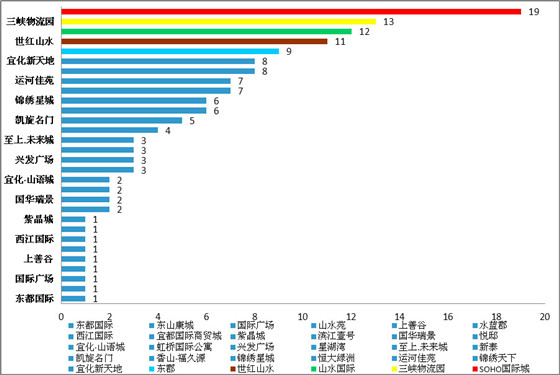 19
三峡物流园 13
12
世红山水 11
9
宜化新天地 8
8
运河佳苑 7
7
锦绣星城 6
6
凯旋名门 5
4
至上.未来城 3
3
兴发广场 3
3
宜化·山语城 2
2
国华瑞景 2
2
紫晶城 1
1
西江国际 1
1
上善谷 1
1
国际广场 1
1
东都国际 1
0 2 4 6 8 10 12 14 16 18 20
东都国际 东山康城 国际广场 山水苑 上善谷 水蓝郡
西江国际 宜都国际商贸城 紫晶城 滨江壹号 国华瑞景 悦邸
宜化·山语城 虹桥国际公寓 兴发广场 星湖湾 至上.未来城 新泰
凯旋名门 香山·福久源 锦绣星城 恒大绿洲 运河佳苑 锦绣天下
宜化新天地 东郡 世红山水 山水国际 三峡物流园 SOHO国际城